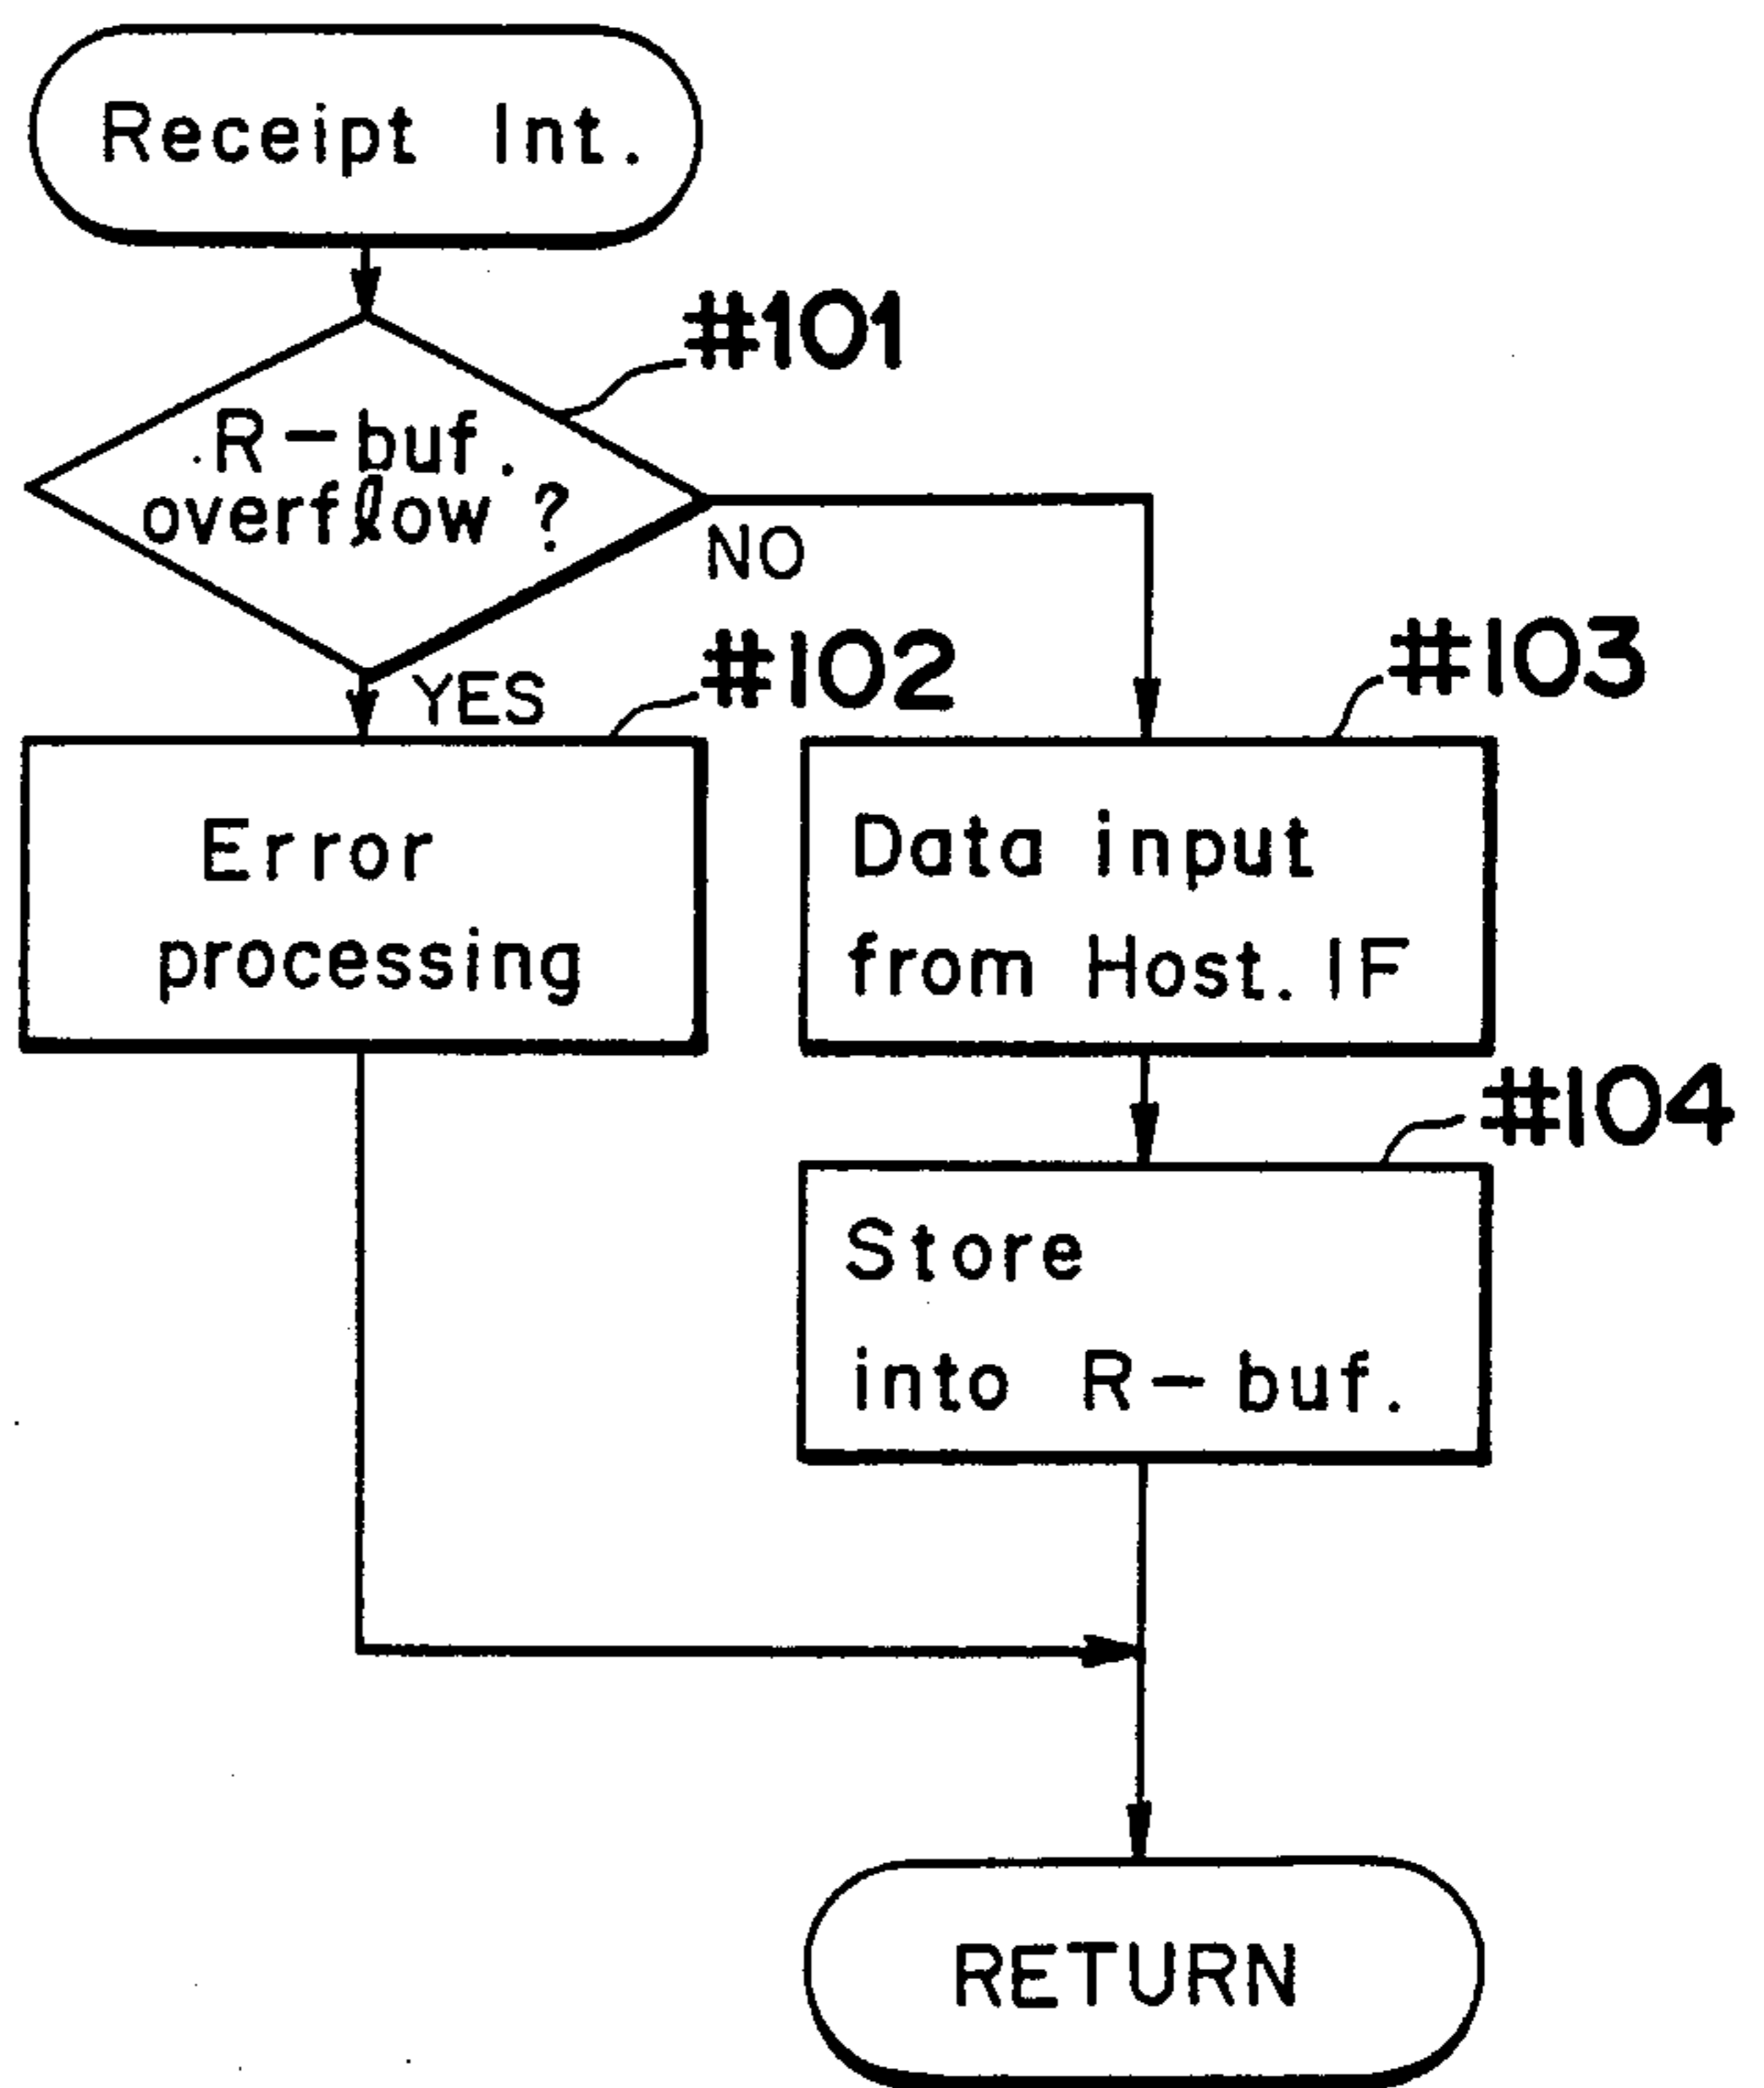 Receipt Int.
#101
R-buf.
overflow ?
NO
YES
#102
#103
Error
processing
Data input
from Host. IF
#104
Store
into R-buf.
RETURN